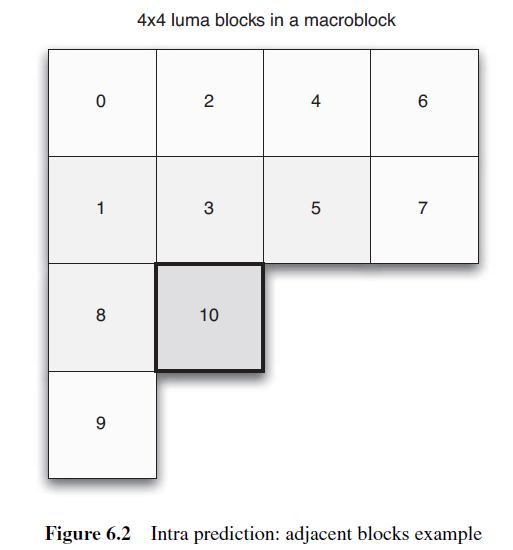 4x4 luma blocks in a macroblock
0 2 4 6
1 3 5 7
8 10
9
Figure 6.2 Intra prediction: adjacent blocks example